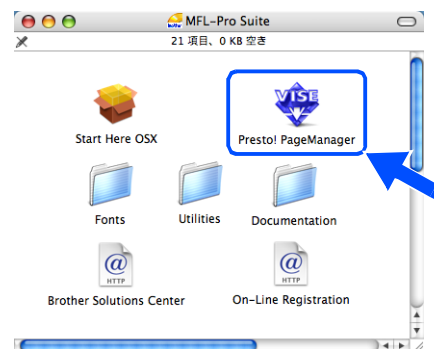 MFL-Pro Suite
21 項目、0 KB 空き
VISE
Start Here OSX
Presto! PageManager
Fonts
Utilities
Documentation
@
HTTP
@
HTTP
Brother Solutions Center
On-Line Registration